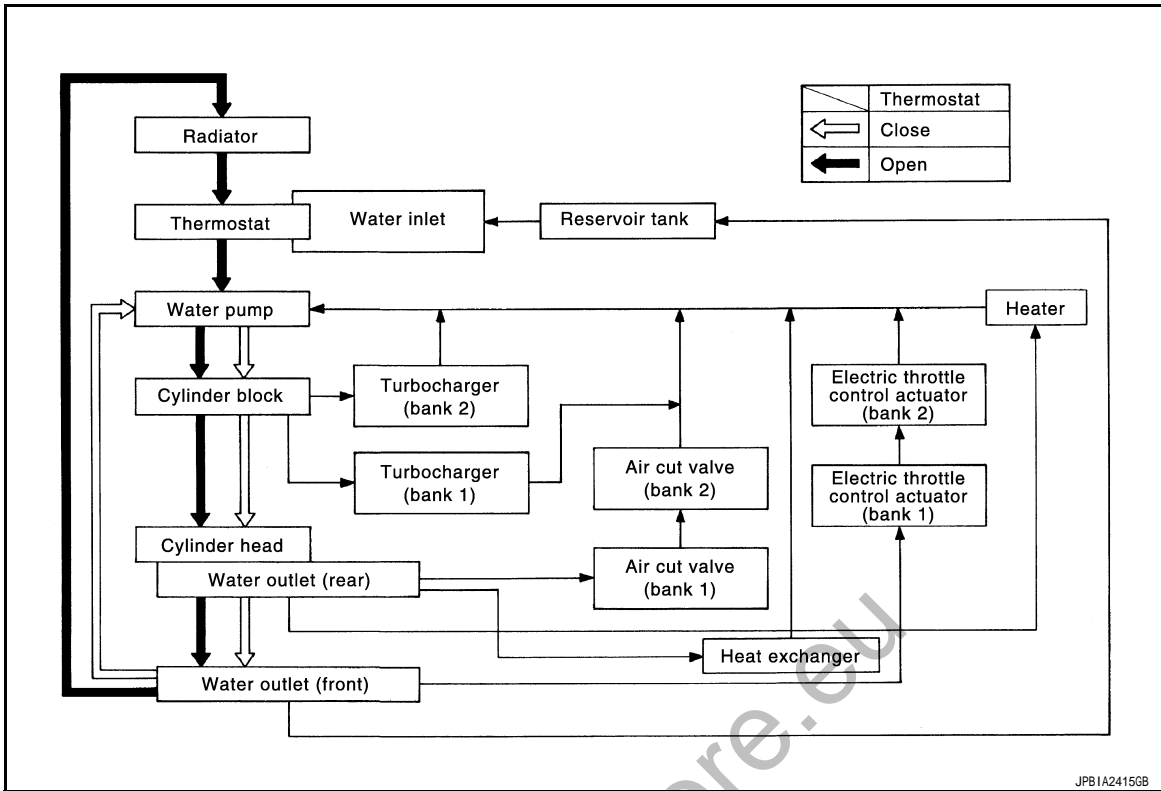 Thermostat
Close
Open
Radiator
Thermostat
Water inlet
Reservoir tank
Water pump
Heater
Cylinder block
Turbocharger
(bank 2)
Electric throttle
control actuator
(bank 2)
Turbocharger
(bank 1)
Air cut valve
(bank 2)
Electric throttle
control actuator
(bank 1)
Cylinder head
Water outlet (rear)
Air cut valve
(bank 1)
Heat exchanger
Water outlet (front)
ore.eu
JPBIA2415GB